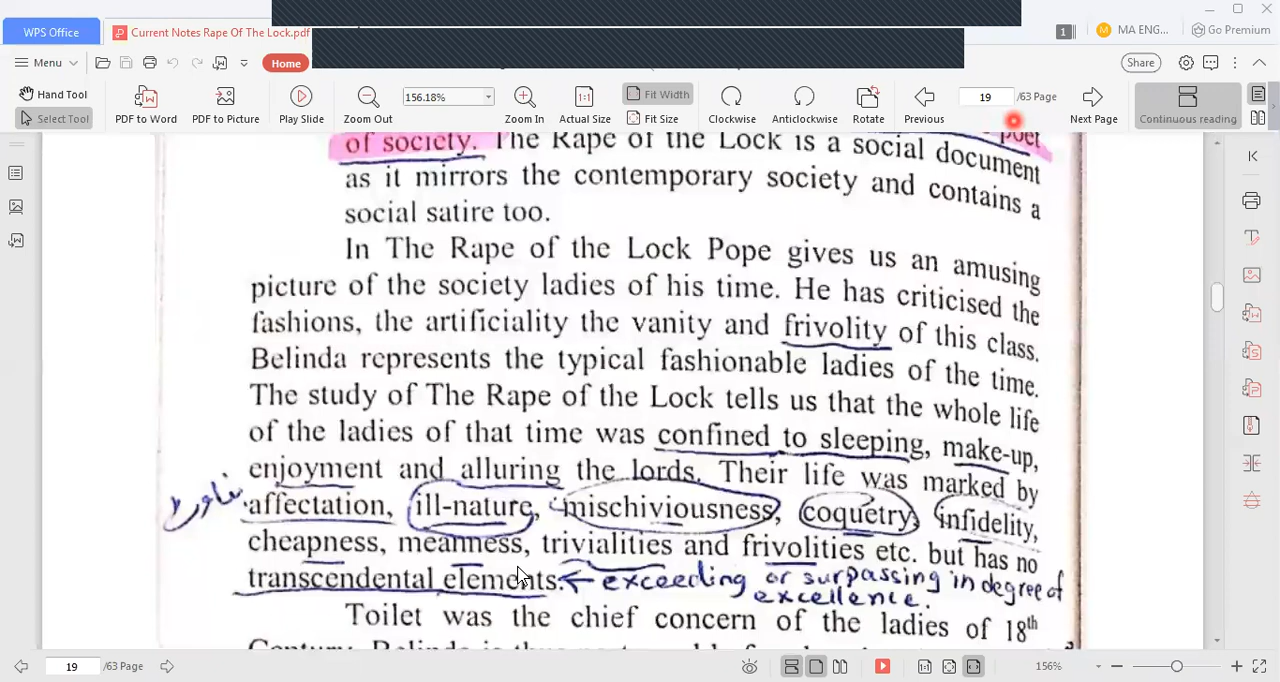 WPS Office
Current Notes Rape Of The Lock.pdf
1
MA ENG...
Go Premium
Menu
Home
Share
Hand Tool
Select Tool
PDF to Word
PDF to Picture
Play Slide
Zoom Out
156.18%
Zoom In
Actual Size
Fit Width
Fit Size
Clockwise
Anticlockwise
Rotate
Previous
19 /63 Page
Next Page
Continuous reading
poet
of society. The Rape of the Lock is a social document
as it mirrors the contemporary society and contains a
social satire too.
In The Rape of the Lock Pope gives us an amusing
picture of the society ladies of his time. He has criticised the
fashions, the artificiality the vanity and frivolity of this class.
Belinda represents the typical fashionable ladies of the time.
The study of The Rape of the Lock tells us that the whole life
of the ladies of that time was confined to sleeping, make-up,
enjoyment and alluring the lords. Their life was marked by
affectation, ill-nature, mischiviousness, coquetry, infidelity,
cheapness, meanness, trivialities and frivolities etc. but has no
transcendental elements. ← exceeding or surpassing in degree of
excellence.
Toilet was the chief concern of the ladies of 18th
19 /63 Page
156%